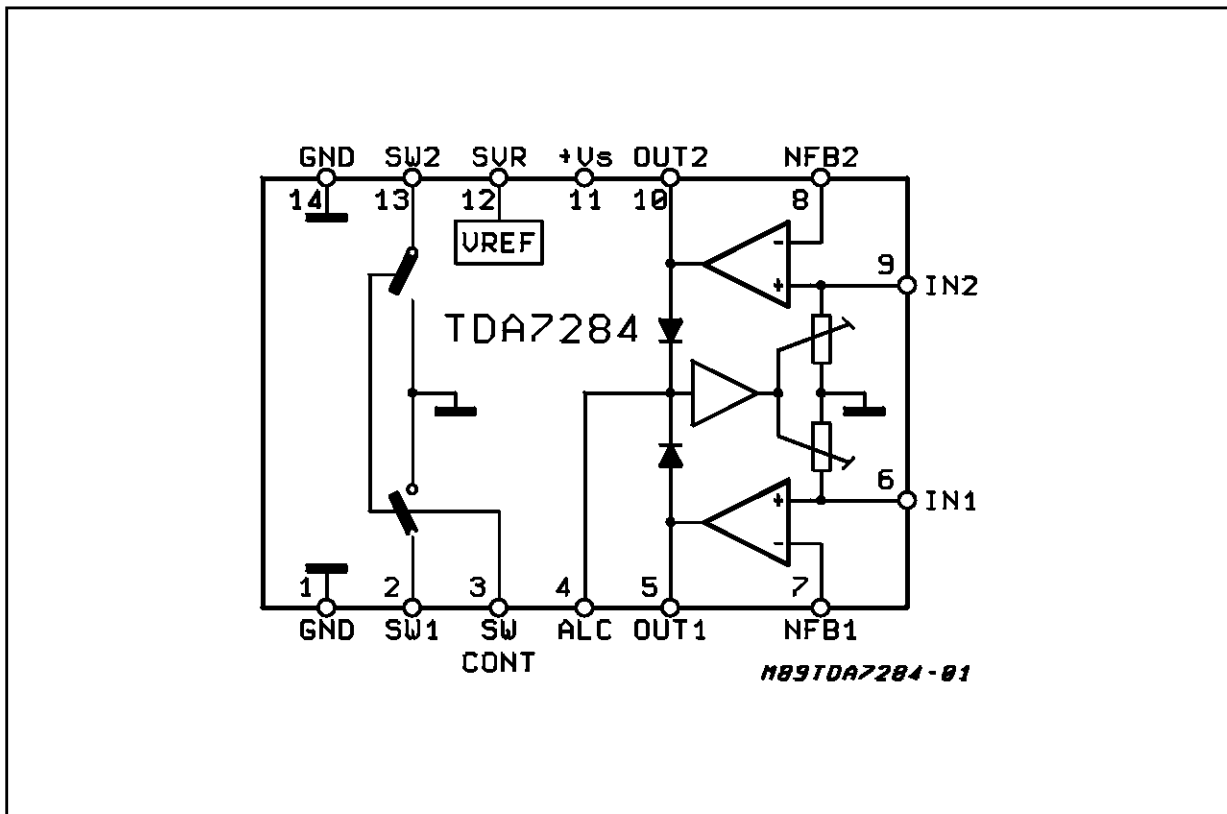 GND SW2 SVR +Vs OUT2 NFB2
14 13 12 11 10 8
VREF
- 
9
+ IN2
TDA7284
6
+ IN1
-
1 2 3 4 5 7
GND SW1 SW ALC OUT1 NFB1
CONT
M89TDA7284-01